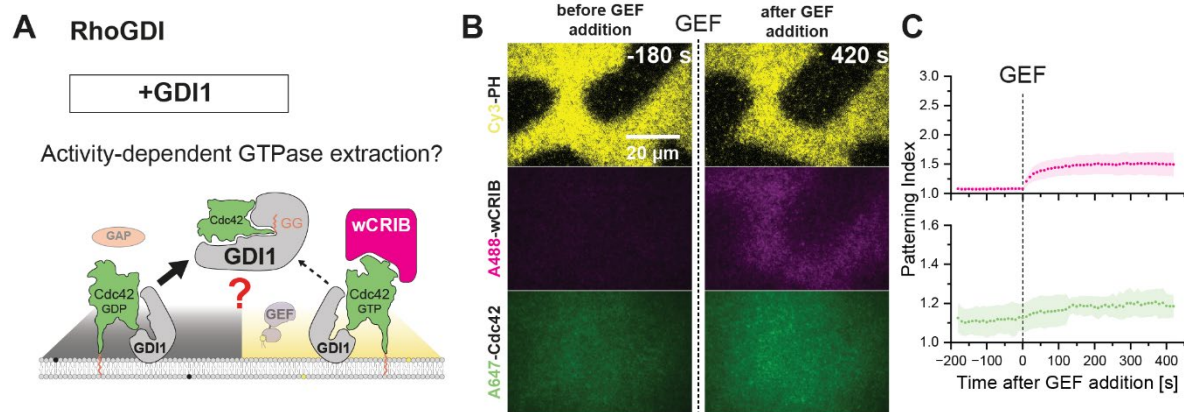 A
RhoGDI
+GDI1
Activity-dependent GTPase extraction?
GAP
Cdc42
GG
GDI1
wCRIB
Cdc42
GDP
GDI1
?
GEF
GDI1
Cdc42
GTP
B
before GEF
addition
GEF
after GEF
addition
-180 s
420 s
Cy3-PH
20 µm
A488-wCRIB
A647-Cdc42
C
GEF
3.0
2.5
2.0
1.5
1.0
1.6
1.4
1.2
1.0
Patterning Index
−200 −100 0 100 200 300 400
Time after GEF addition [s]